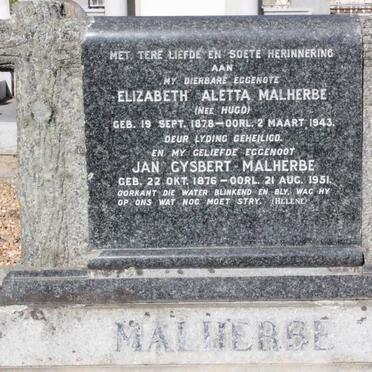 MET TERE LIEFDE EN SOETE HERINNERING
AAN
MY DIERBARE EGGENOTE
ELIZABETH ALETTA MALHERBE
(NEE HUGO)
GEB. 19 SEPT. 1878 – OORL. 2 MAART 1943.
DEUR LYDING GEHEILIGD.
EN MY GELIEFDE EGGENOOT
JAN GYSBERT MALHERBE
GEB. 22 OKT. 1876 – OORL. 21 AUG. 1951.
OORKANT DIE WATER BLINKEND EN BLY, WAG HY
OP ONS WAT NOG MOET STRY. (HELENE)
MALHERBE